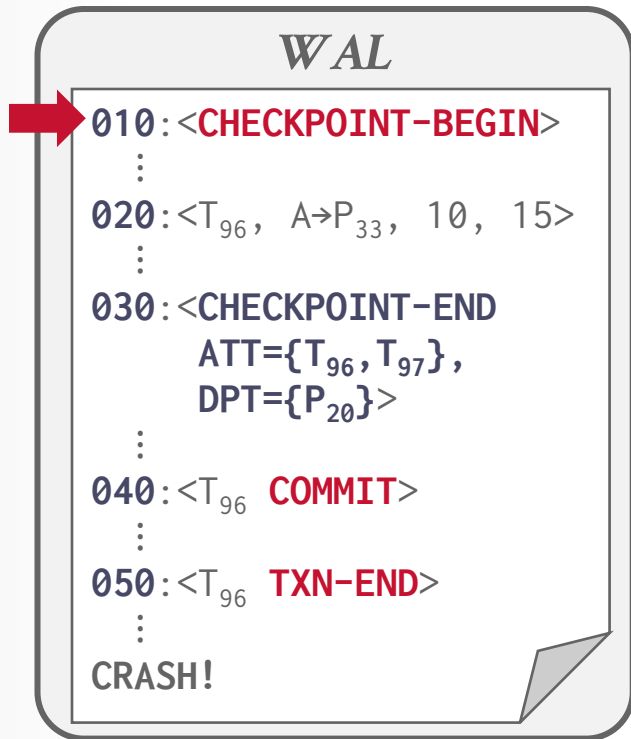 WAL
010:<CHECKPOINT-BEGIN>
⋮
020:<T₉₆, A→P₃₃, 10, 15>
⋮
030:<CHECKPOINT-END
ATT={T₉₆,T₉₇},
DPT={P₂₀}>
⋮
040:<T₉₆ COMMIT>
⋮
050:<T₉₆ TXN-END>
⋮
CRASH!